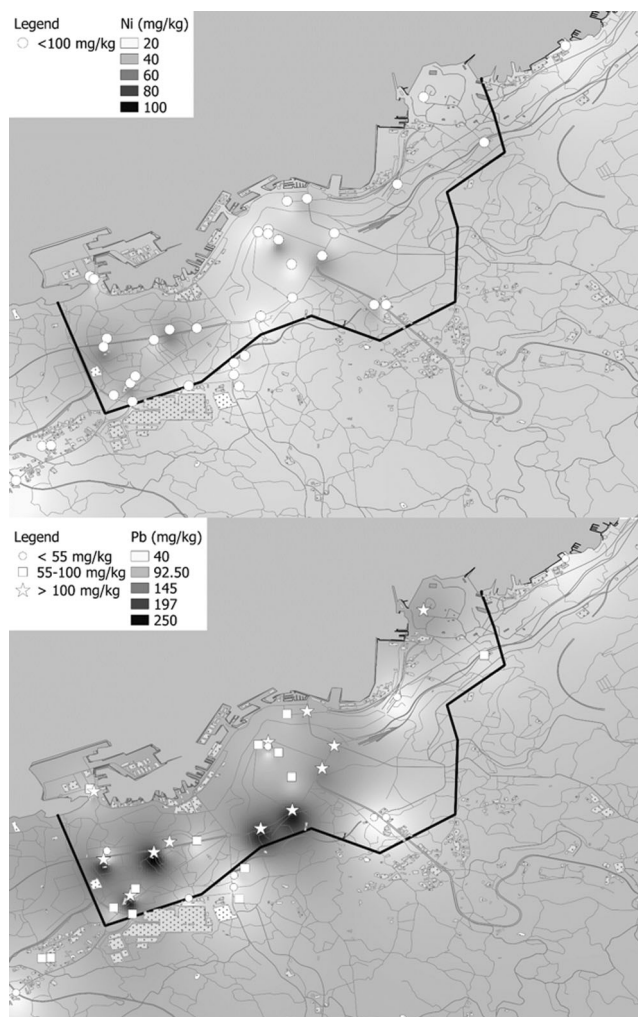 Legend
<100 mg/kg
Ni (mg/kg)
20
40
60
80
100
Legend
< 55 mg/kg
55-100 mg/kg
> 100 mg/kg
Pb (mg/kg)
40
92.50
145
197
250